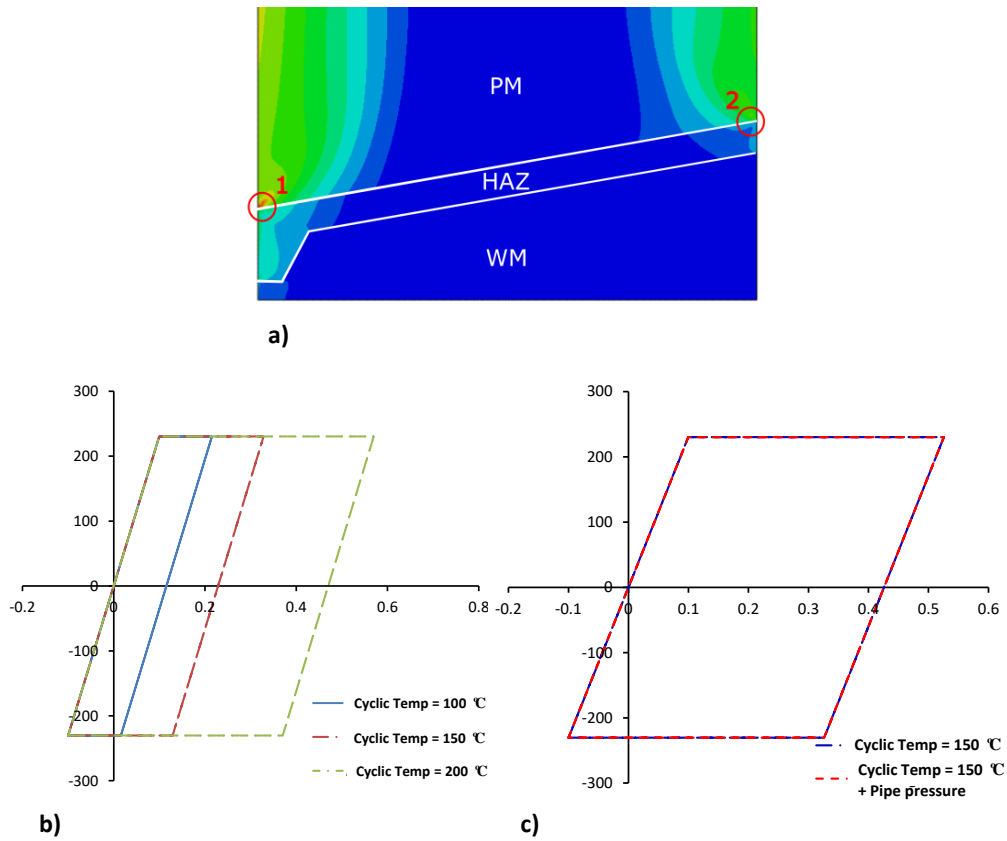 PM
2
1
HAZ
WM
a)
300
200
100
0
-100
-200
-300
-0.2
0
0.2
0.4
0.6
0.8
Cyclic Temp = 100 ℃
Cyclic Temp = 150 ℃
Cyclic Temp = 200 ℃
b)
300
200
100
0
-100
-200
-300
-0.2
-0.1
0
0.1
0.2
0.3
0.4
0.5
0.6
Cyclic Temp = 150 ℃
Cyclic Temp = 150 ℃
+ Pipe pressure
c)